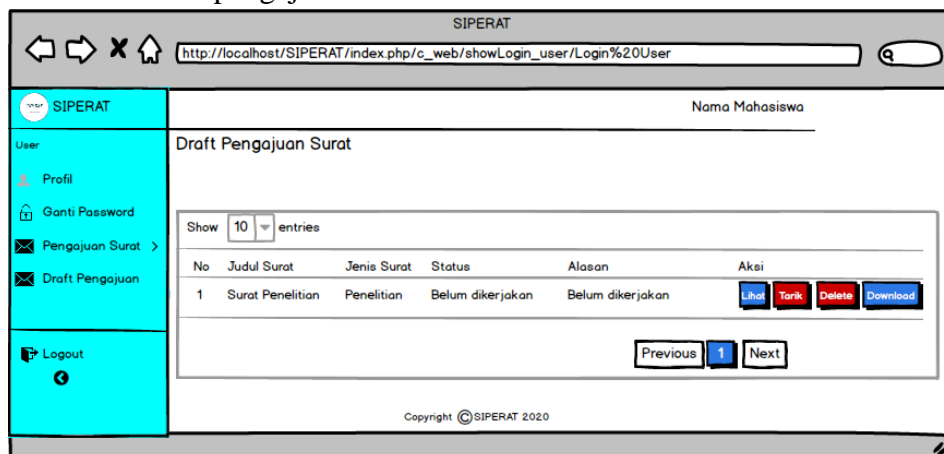 SIPERAT
http://localhost/SIPERAT/index.php/c_web/showLogin_user/Login%20User
SIPERAT
Nama Mahasiswa
User
Profil
Ganti Password
Pengajuan Surat >
Draft Pengajuan
Logout
Draft Pengajuan Surat
Show 10 entries
No Judul Surat Jenis Surat Status Alasan Aksi
1 Surat Penelitian Penelitian Belum dikerjakan Belum dikerjakan Lihat Tarik Delete Download
Previous 1 Next
Copyright ©SIPERAT 2020